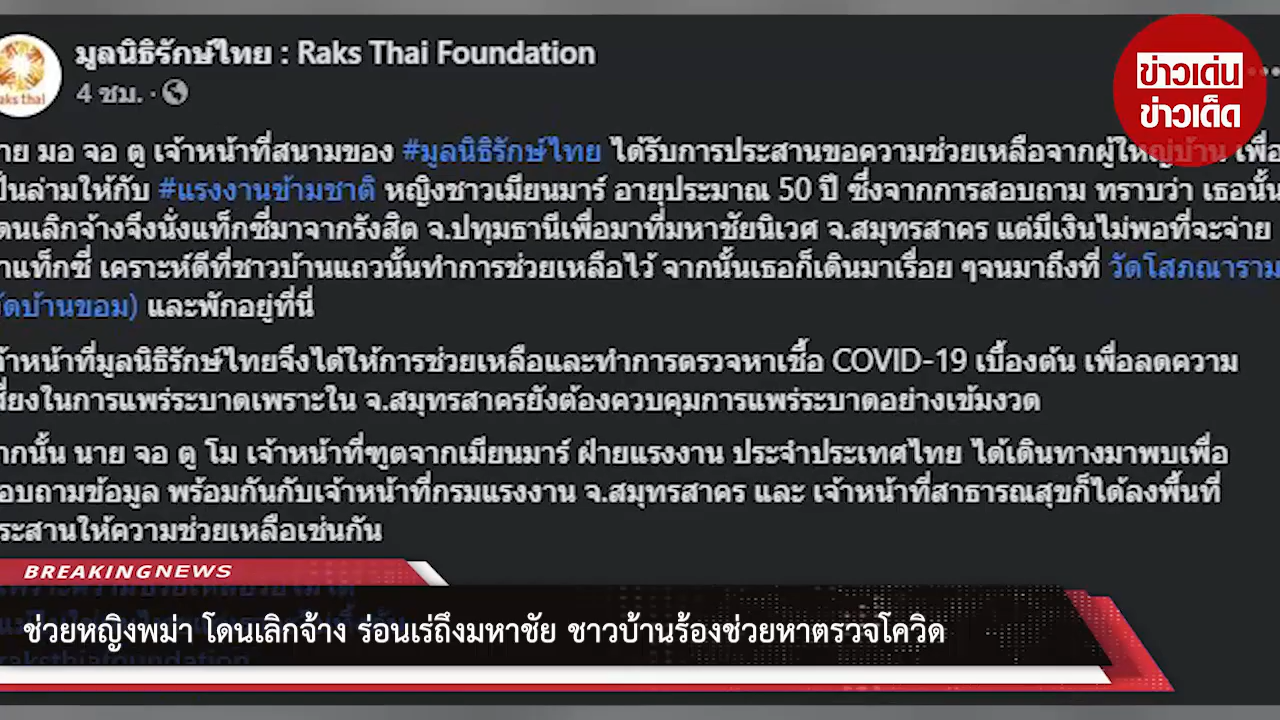 มูลนิธิรักษ์ไทย : Raks Thai Foundation
4 ชม.
ข่าวเด่น
ข่าวเด็ด
aks thai
าย มอ จอ ตู เจ้าหน้าที่สนามของ #มูลนิธิรักษ์ไทย ได้รับการประสานขอความช่วยเหลือจากผู้ใหญ่บ้าน เพื่อ
ป็นล่ามให้กับ #แรงงานข้ามชาติ หญิงชาวเมียนมาร์ อายุประมาณ 50 ปี ซึ่งจากการสอบถาม ทราบว่า เธอนั้น
ดนเลิกจ้างจึงนั่งแท็กซี่มาจากรังสิต จ.ปทุมธานีเพื่อมาที่มหาชัยนิเวศ จ.สมุทรสาคร แต่มีเงินไม่พอที่จะจ่าย
าแท็กซี่ เคราะห์ดีที่ชาวบ้านแถวนั้นทำการช่วยเหลือไว้ จากนั้นเธอก็เดินมาเรื่อย ๆจนมาถึงที่ วัดโสภณาราม
วัดบ้านขอม) และพักอยู่ที่นี่
จ้าหน้าที่มูลนิธิรักษ์ไทยจึงได้ให้การช่วยเหลือและทำการตรวจหาเชื้อ COVID-19 เบื้องต้น เพื่อลดความ
สี่ยงในการแพร่ระบาดเพราะใน จ.สมุทรสาครยังต้องควบคุมการแพร่ระบาดอย่างเข้มงวด
ากนั้น นาย จอ ดู โม เจ้าหน้าที่ฑูตจากเมียนมาร์ ฝ่ายแรงงาน ประจำประเทศไทย ได้เดินทางมาพบเพื่อ
อบถามข้อมูล พร้อมกันกับเจ้าหน้าที่กรมแรงงาน จ.สมุทรสาคร และ เจ้าหน้าที่สาธารณสุขก็ได้ลงพื้นที่
ระสานให้ความช่วยเหลือเช่นกัน
BREAKINGNEWS
ช่วยหญิงพม่า โดนเลิกจ้าง ร่อนเร่ถึงมหาชัย ชาวบ้านร้องช่วยหาตรวจโควิด